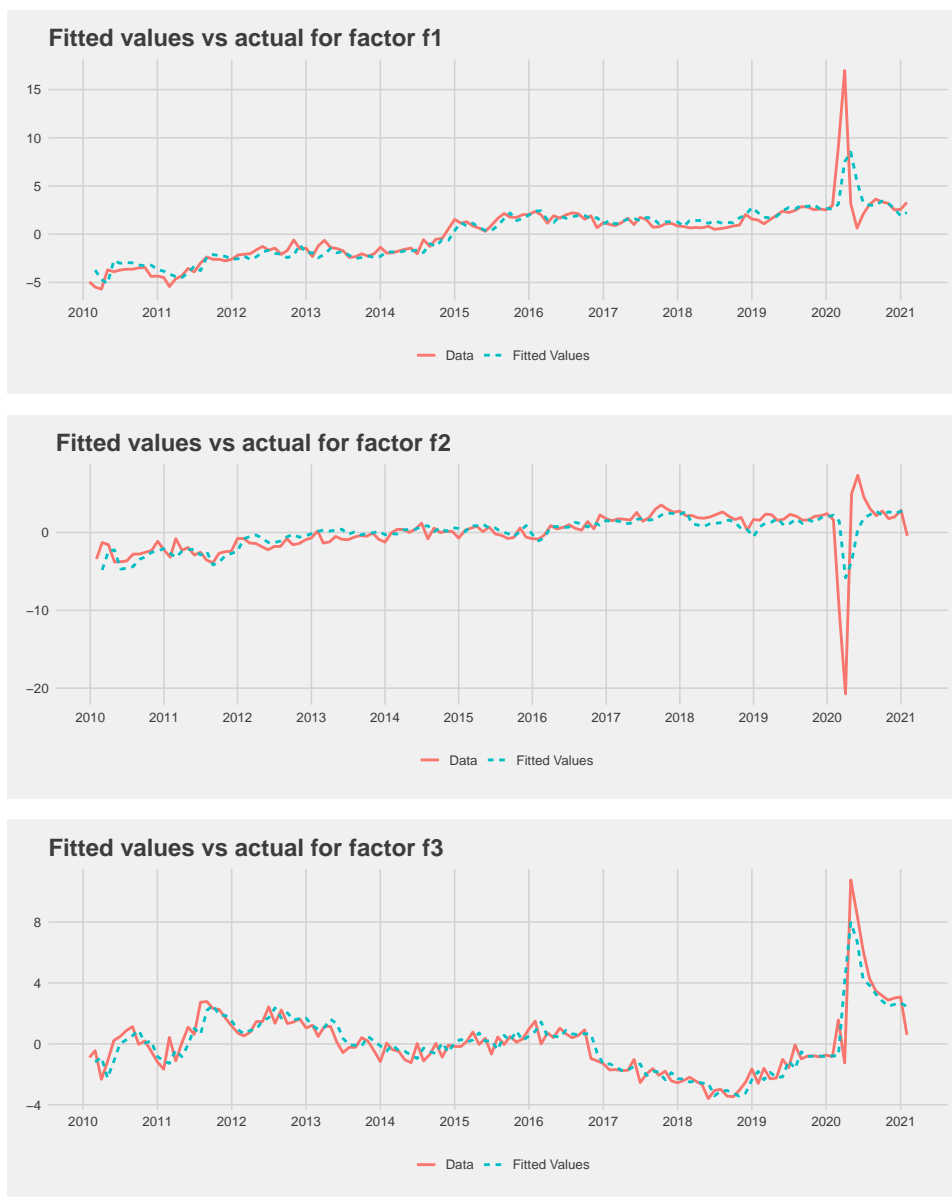 Fitted values vs actual for factor f1
15
10
5
0
−5
2010 2011 2012 2013 2014 2015 2016 2017 2018 2019 2020 2021
Data Fitted Values
Fitted values vs actual for factor f2
0
−10
−20
2010 2011 2012 2013 2014 2015 2016 2017 2018 2019 2020 2021
Data Fitted Values
Fitted values vs actual for factor f3
8
4
0
−4
2010 2011 2012 2013 2014 2015 2016 2017 2018 2019 2020 2021
Data Fitted Values